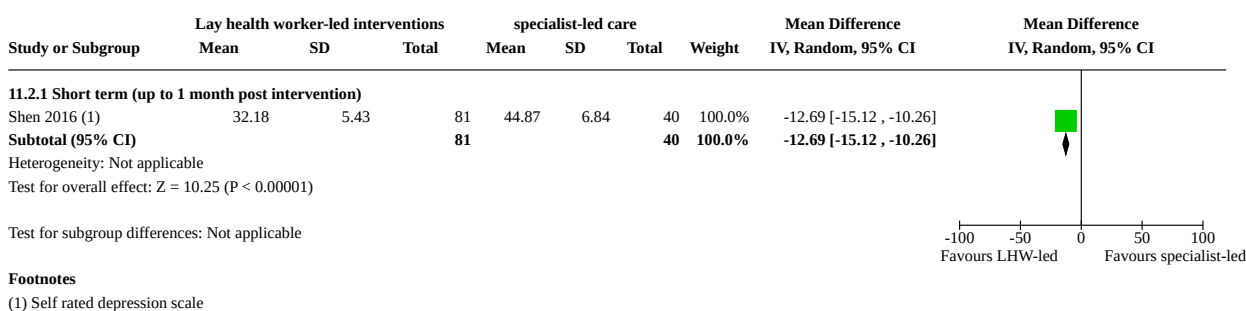 Lay health worker-led interventions specialist-led care Mean Difference Mean Difference
Study or Subgroup Mean SD Total Mean SD Total Weight IV, Random, 95% CI IV, Random, 95% CI
11.2.1 Short term (up to 1 month post intervention)
Shen 2016 (1) 32.18 5.43 81 44.87 6.84 40 100.0% -12.69 [-15.12 , -10.26]
Subtotal (95% CI) 81 40 100.0% -12.69 [-15.12 , -10.26]
Heterogeneity: Not applicable
Test for overall effect: Z = 10.25 (P < 0.00001)
Test for subgroup differences: Not applicable
-100 -50 0 50 100
Favours LHW-led Favours specialist-led
Footnotes
(1) Self rated depression scale